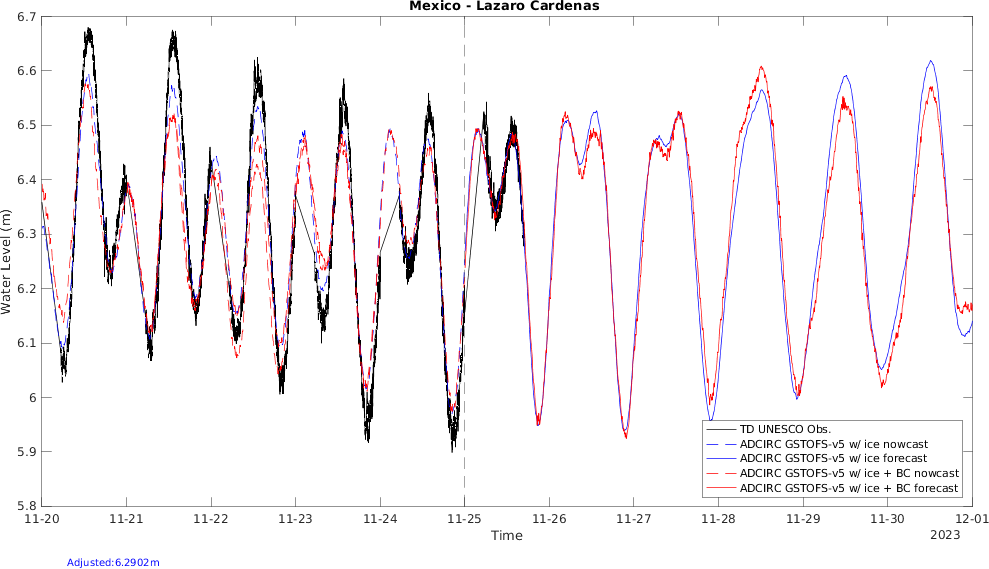 Mexico - Lazaro Cardenas
6.7
6.6
6.5
6.4
6.3
6.2
6.1
6
5.9
5.8
Water Level (m)
11-20
11-21
11-22
11-23
11-24
11-25
11-26
11-27
11-28
11-29
11-30
12-01
Time
2023
TD UNESCO Obs.
ADCIRC GSTOFS-v5 w/ ice nowcast
ADCIRC GSTOFS-v5 w/ ice forecast
ADCIRC GSTOFS-v5 w/ ice + BC nowcast
ADCIRC GSTOFS-v5 w/ ice + BC forecast
Adjusted:6.2902m